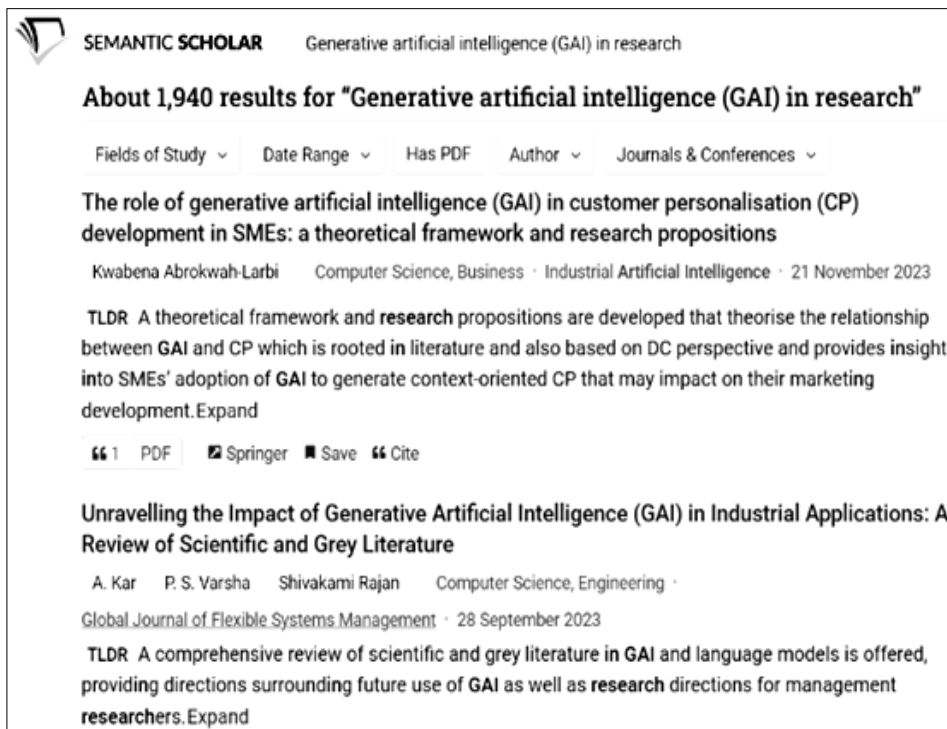 SEMANTIC SCHOLAR Generative artificial intelligence (GAI) in research
About 1,940 results for “Generative artificial intelligence (GAI) in research”
Fields of Study Date Range Has PDF Author Journals & Conferences
The role of generative artificial intelligence (GAI) in customer personalisation (CP)
development in SMEs: a theoretical framework and research propositions
Kwabena Abrokwah-Larbi Computer Science, Business · Industrial Artificial Intelligence · 21 November 2023
TLDR A theoretical framework and research propositions are developed that theorise the relationship
between GAI and CP which is rooted in literature and also based on DC perspective and provides insight
into SMEs’ adoption of GAI to generate context-oriented CP that may impact on their marketing
development.Expand
1 PDF Springer Save Cite
Unravelling the Impact of Generative Artificial Intelligence (GAI) in Industrial Applications: A
Review of Scientific and Grey Literature
A. Kar P. S. Varsha Shivakami Rajan Computer Science, Engineering ·
Global Journal of Flexible Systems Management · 28 September 2023
TLDR A comprehensive review of scientific and grey literature in GAI and language models is offered,
providing directions surrounding future use of GAI as well as research directions for management
researchers.Expand